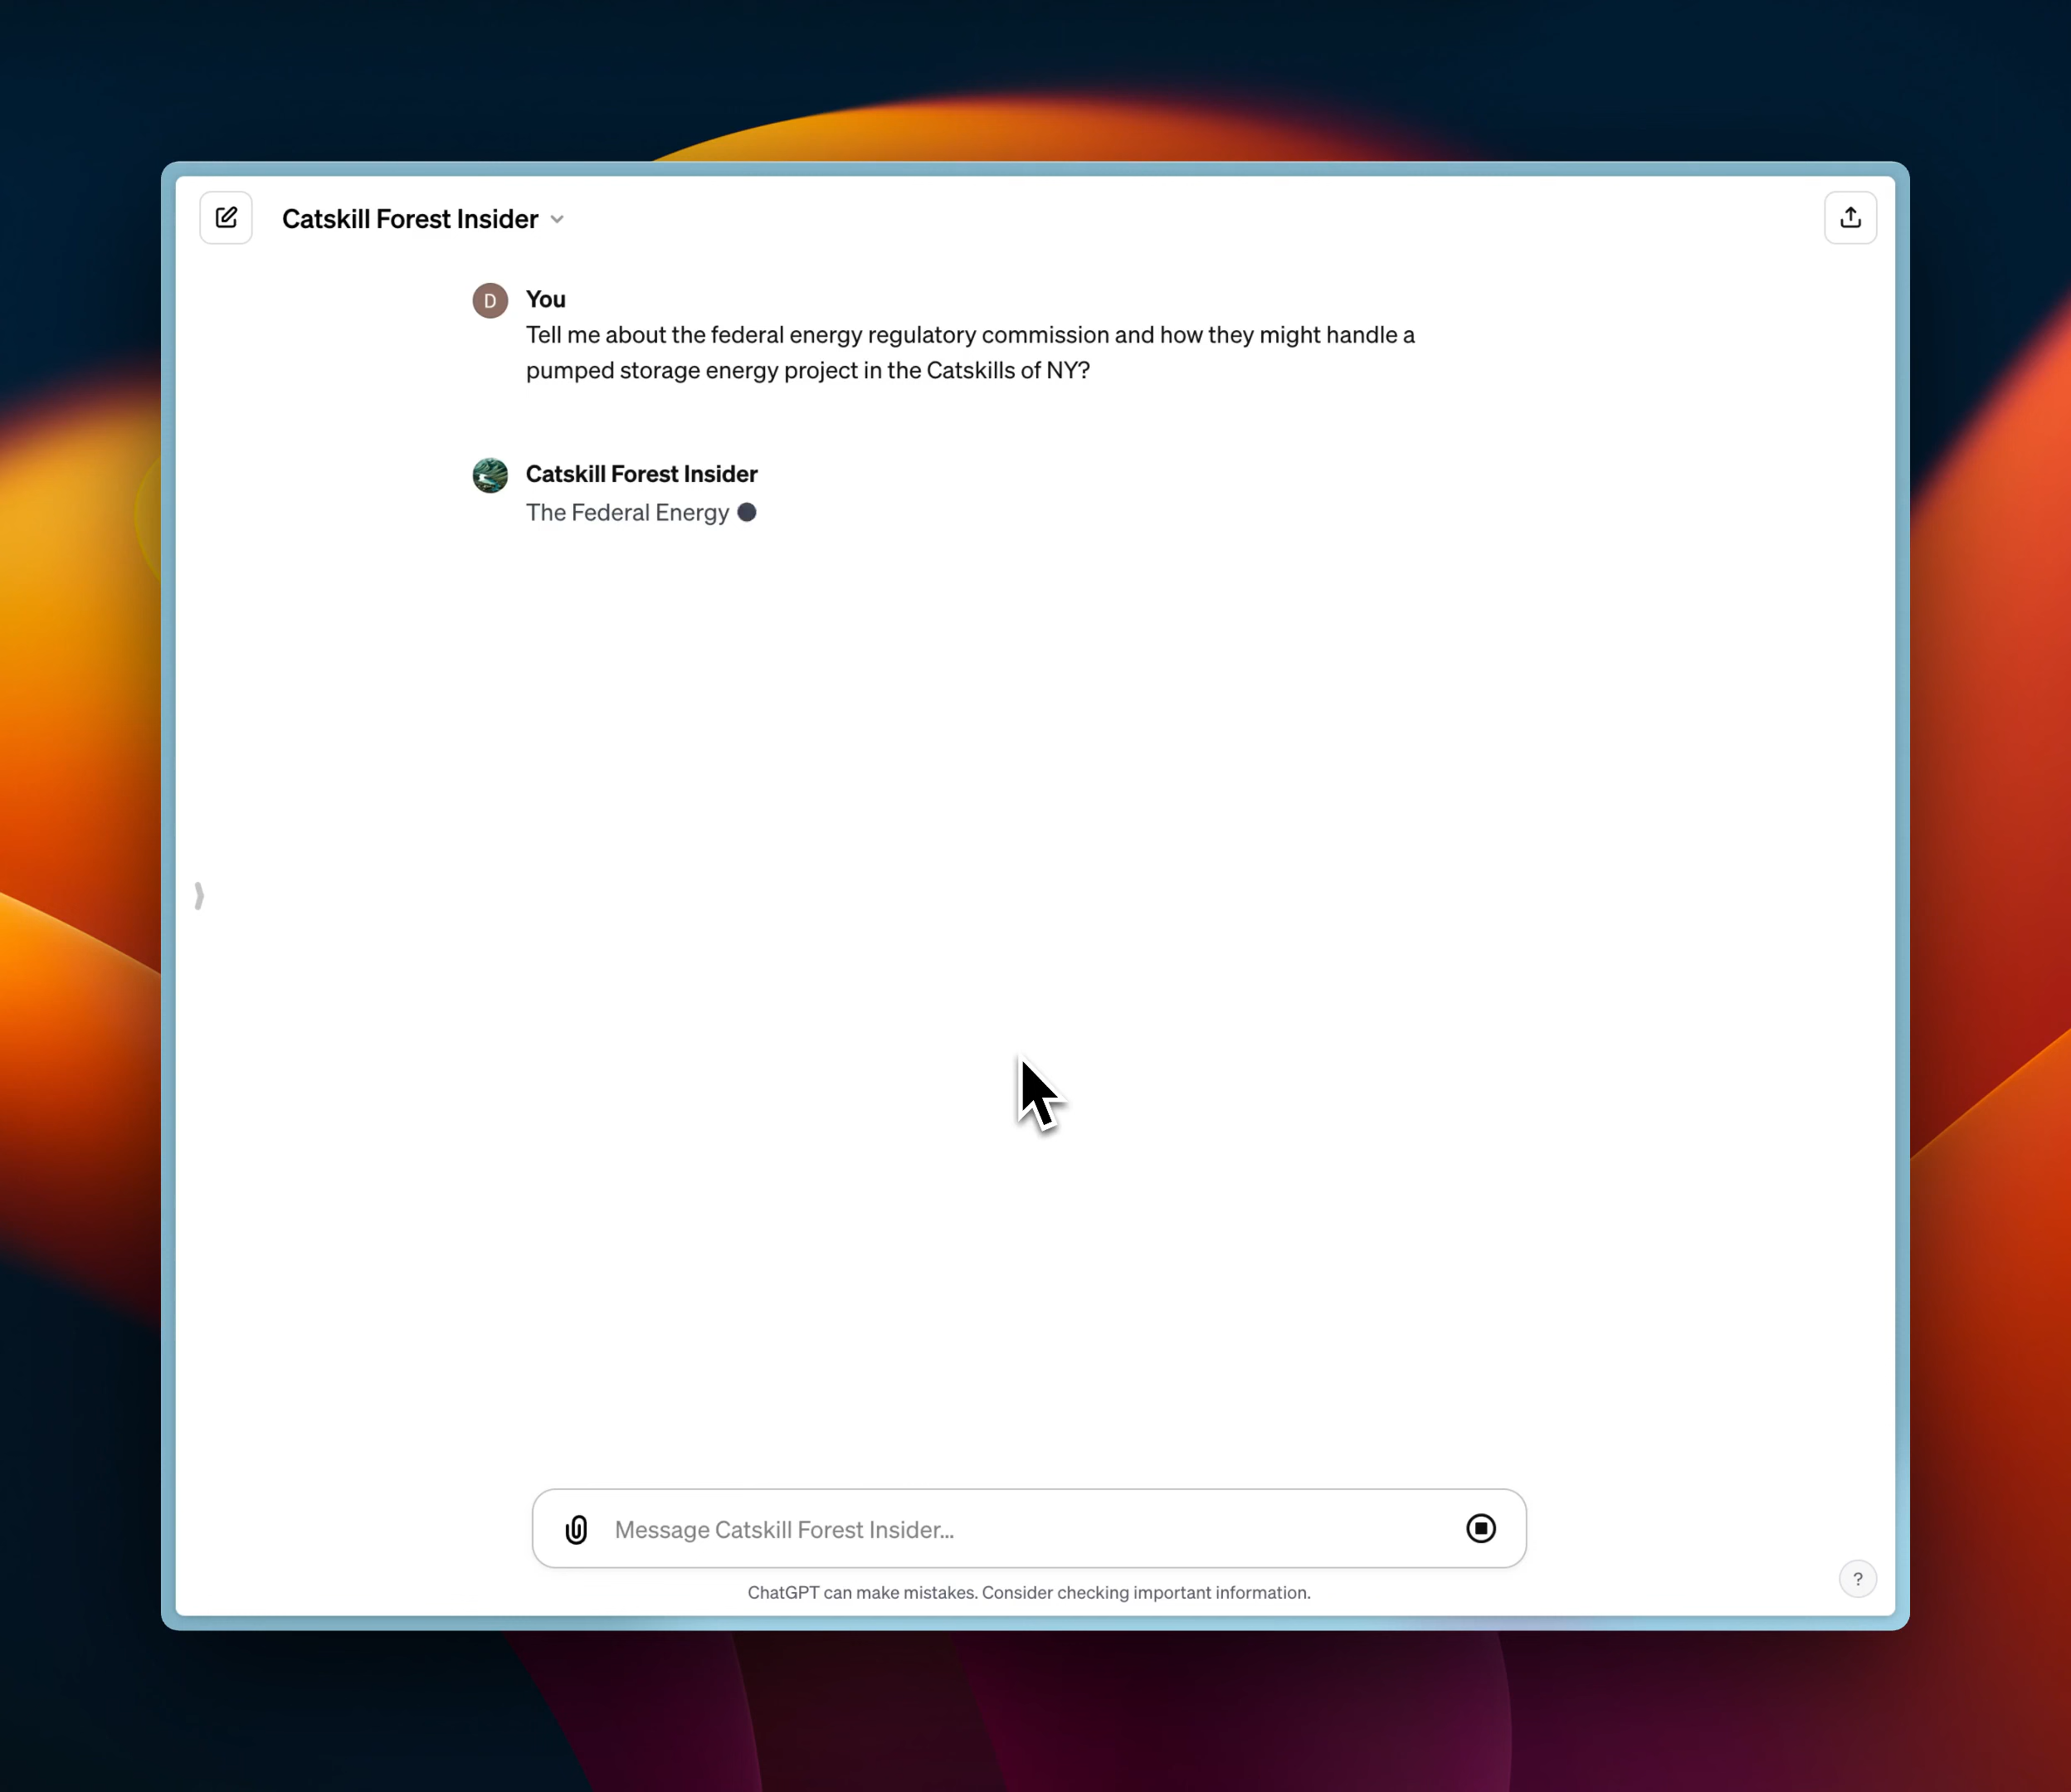 Catskill Forest Insider
D
You
Tell me about the federal energy regulatory commission and how they might handle a
pumped storage energy project in the Catskills of NY?
Catskill Forest Insider
The Federal Energy
Message Catskill Forest Insider...
ChatGPT can make mistakes. Consider checking important information.
?